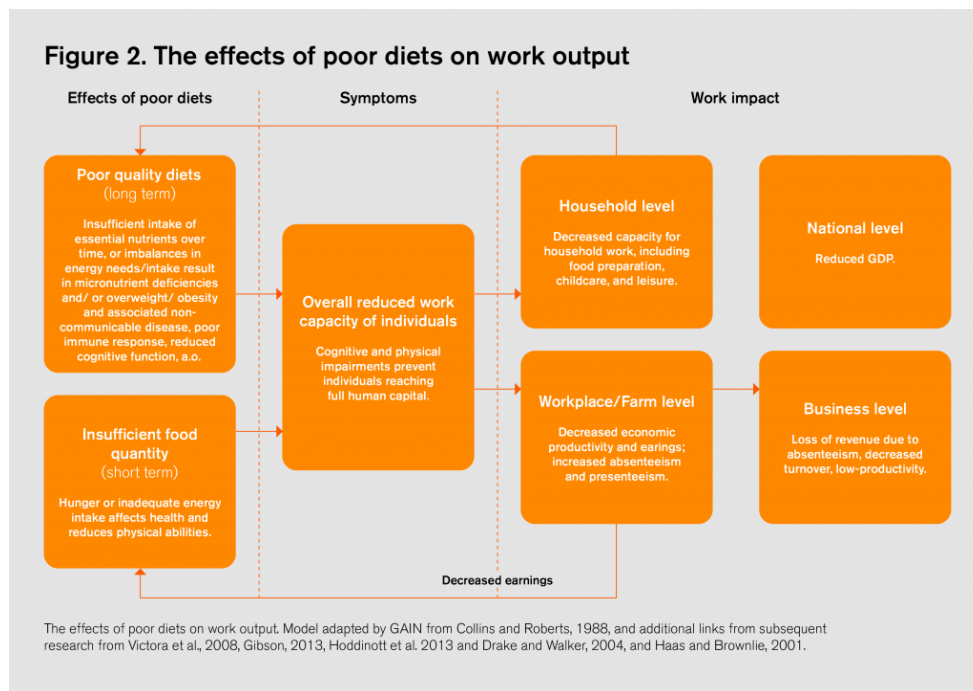 Figure 2. The effects of poor diets on work output
Effects of poor diets
Symptoms
Work impact
Poor quality diets
(long term)
Insufficient intake of
essential nutrients over
time, or imbalances in
energy needs/intake result
in micronutrient deficiencies
and/ or overweight/ obesity
and associated non-
communicable disease, poor
immune response, reduced
cognitive function, a.o.
Insufficient food
quantity
(short term)
Hunger or inadequate energy
intake affects health and
reduces physical abilities.
Overall reduced work
capacity of individuals
Cognitive and physical
impairments prevent
individuals reaching
full human capital.
Household level
Decreased capacity for
household work, including
food preparation,
childcare, and leisure.
Workplace/Farm level
Decreased economic
productivity and earings;
increased absenteeism
and presenteeism.
National level
Reduced GDP.
Business level
Loss of revenue due to
absenteeism, decreased
turnover, low-productivity.
Decreased earnings
The effects of poor diets on work output. Model adapted by GAIN from Collins and Roberts, 1988, and additional links from subsequent
research from Victora et al., 2008, Gibson, 2013, Hoddinott et al. 2013 and Drake and Walker, 2004, and Haas and Brownlie, 2001.